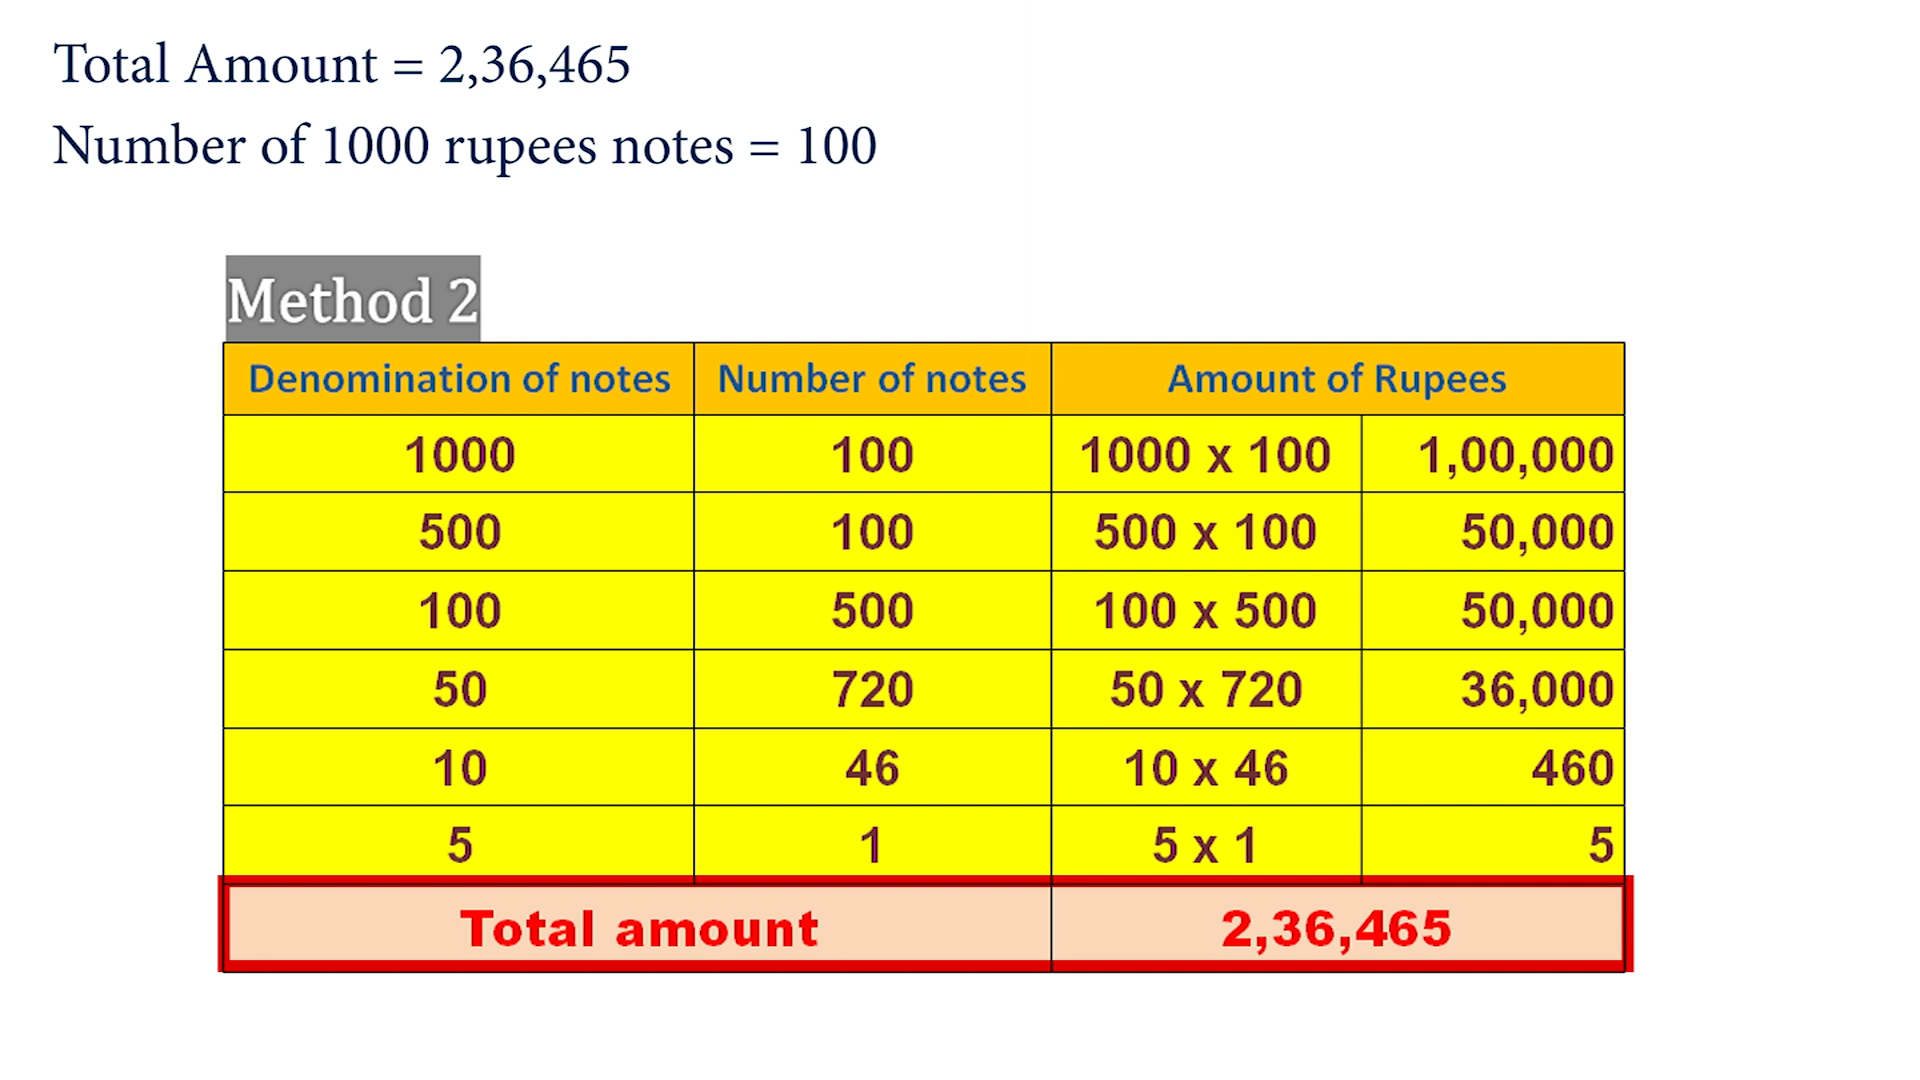 Total Amount = 2,36,465
Number of 1000 rupees notes = 100
Method 2
Denomination of notes Number of notes Amount of Rupees
1000 100 1000 x 100 1,00,000
500 100 500 x 100 50,000
100 500 100 x 500 50,000
50 720 50 x 720 36,000
10 46 10 x 46 460
5 1 5 x 1 5
Total amount 2,36,465